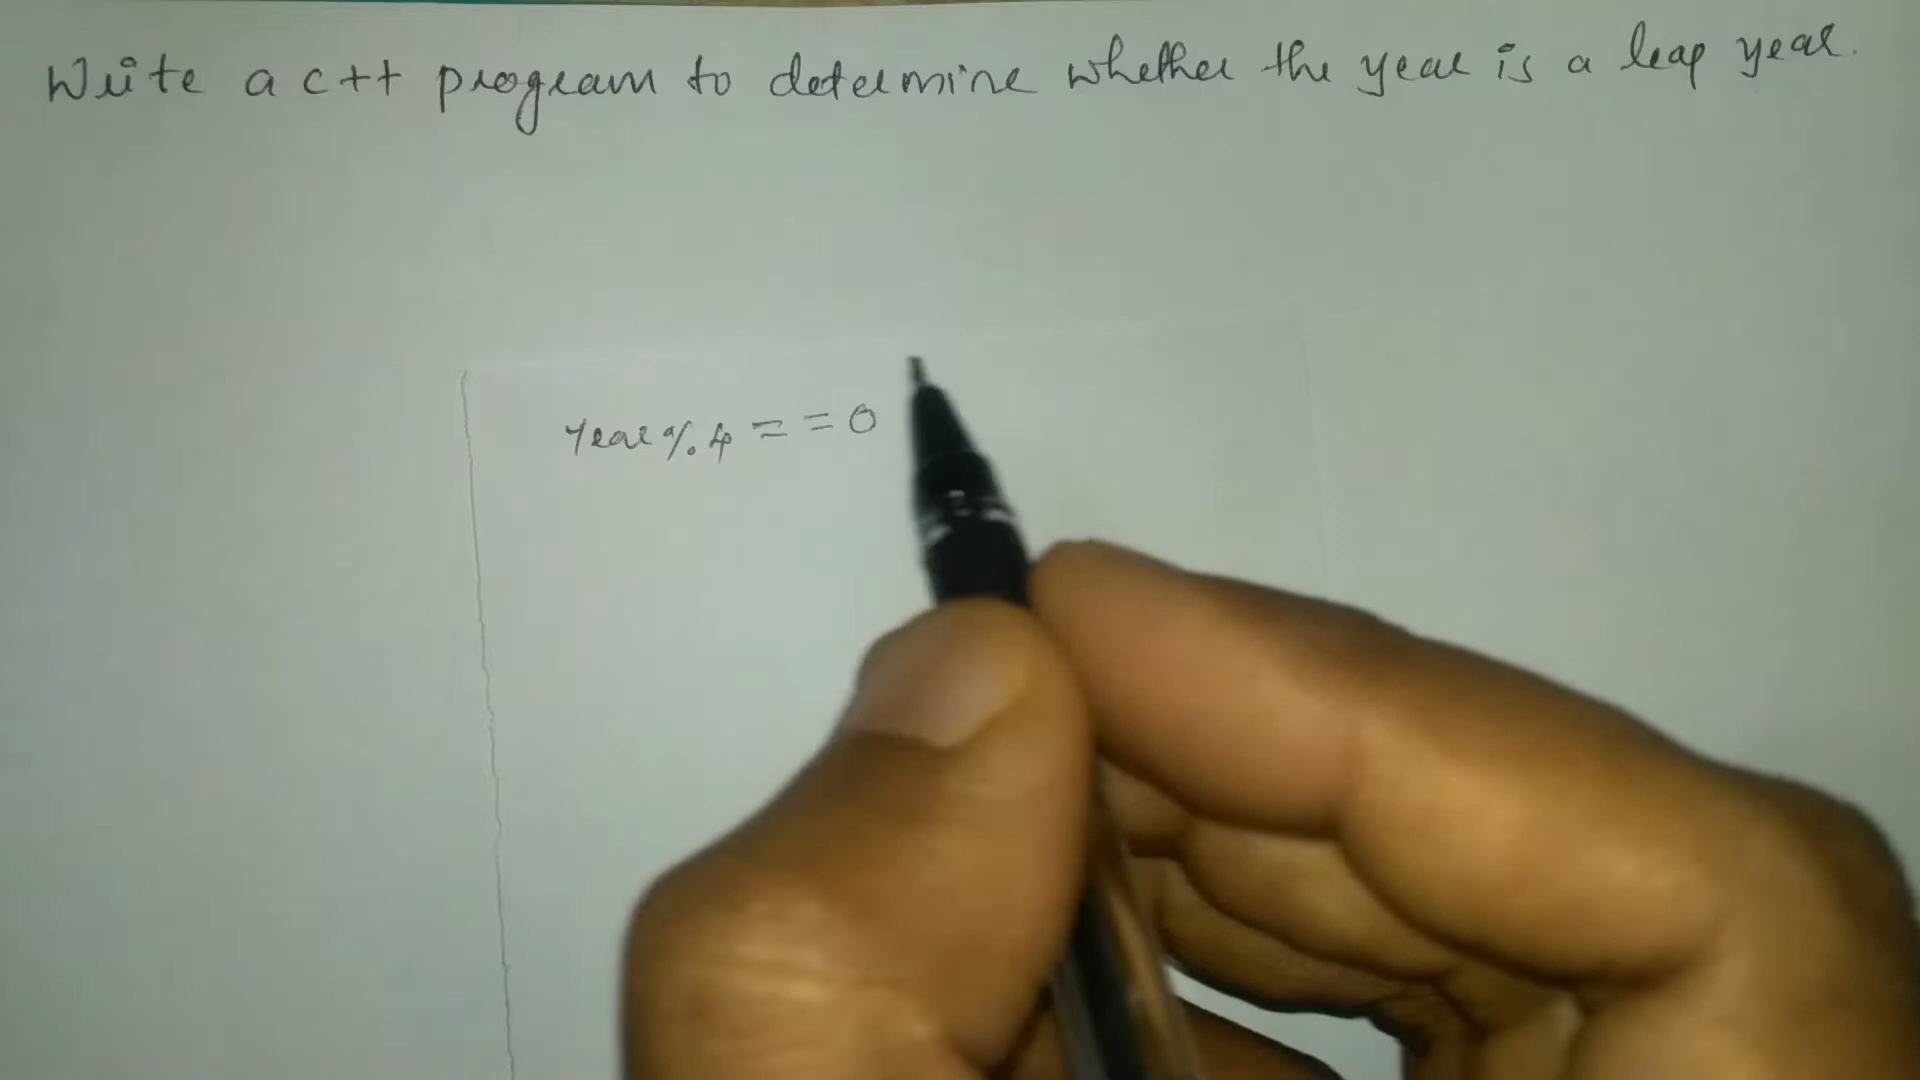 Write a c++ program to determine whether the year is a leap year.
Year % 4 = = 0